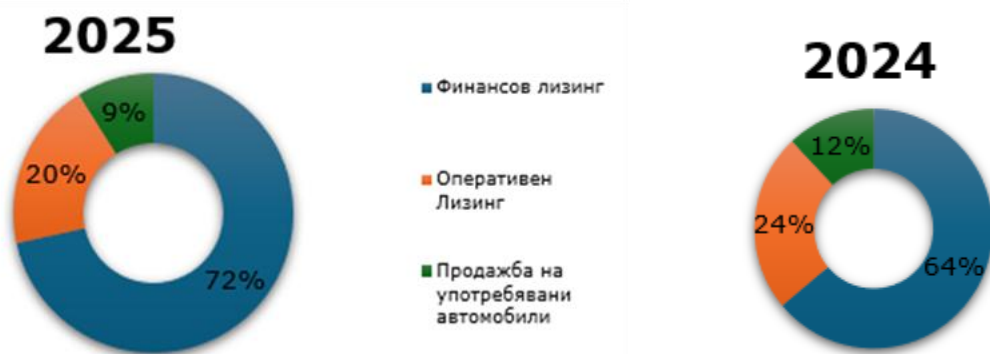 2025
9%
20%
72%
Финансов лизинг
Оперативен
Лизинг
Продажба на
употребявани
автомобили
2024
12%
24%
64%